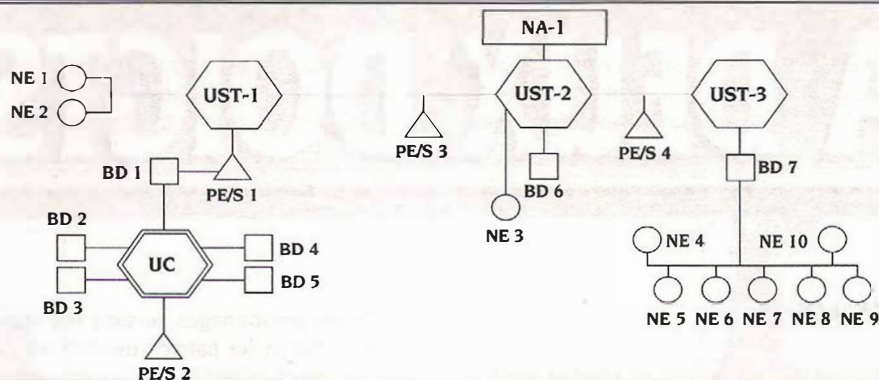 NA-1
NE 1
NE 2
UST-1
UST-2
UST-3
PE/S 3
PE/S 4
BD 1
PE/S 1
BD 6
BD 7
NE 3
BD 2
BD 4
UC
BD 3
BD 5
NE 4
NE 10
NE 5
NE 6
NE 7
NE 8
NE 9
PE/S 2